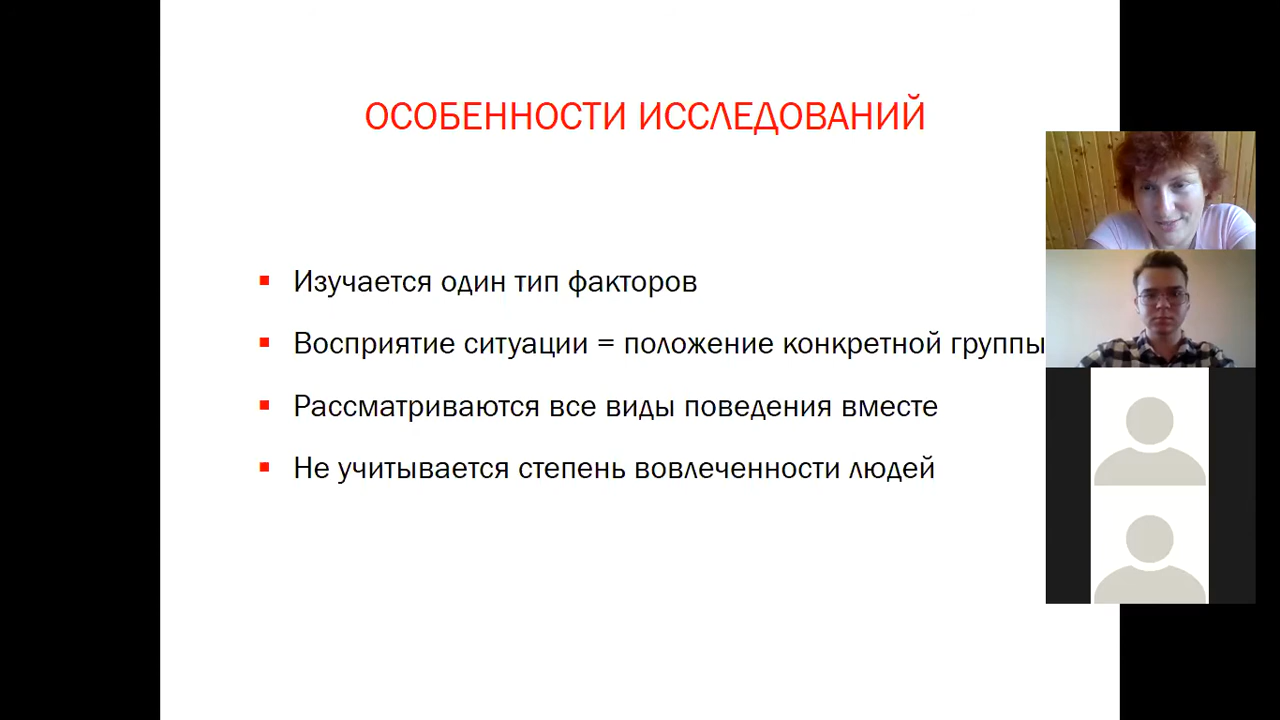 ОСОБЕННОСТИ ИССЛЕДОВАНИЙ
Изучается один тип факторов
Восприятие ситуации = положение конкретной группы
Рассматриваются все виды поведения вместе
Не учитывается степень вовлеченности людей